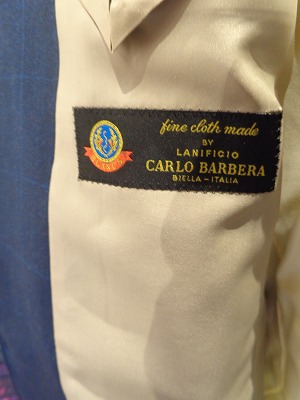 fine cloth made
BY
LANIFICIO
CARLO BARBERA
BIELLA - ITALIA